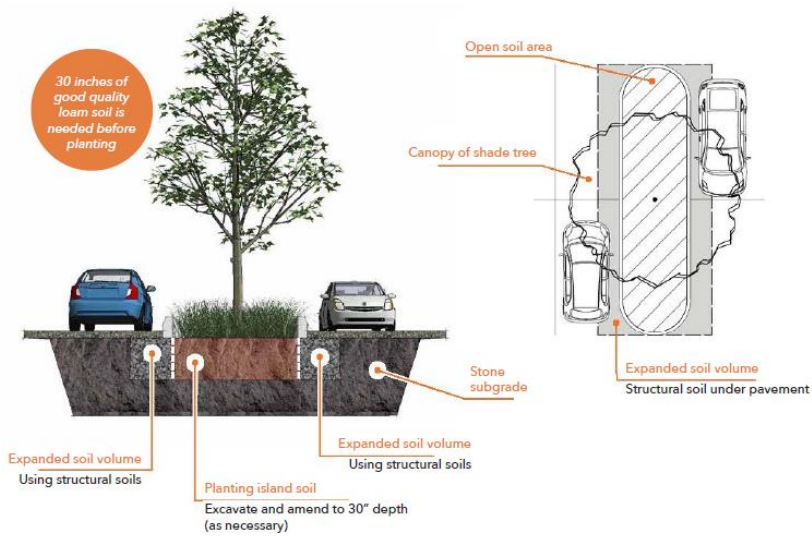 30 inches of
good quality
loam soil is
needed before
planting
Open soil area
Canopy of shade tree
Expanded soil volume
Structural soil under pavement
Stone
subgrade
Expanded soil volume
Using structural soils
Expanded soil volume
Using structural soils
Planting island soil
Excavate and amend to 30" depth
(as necessary)